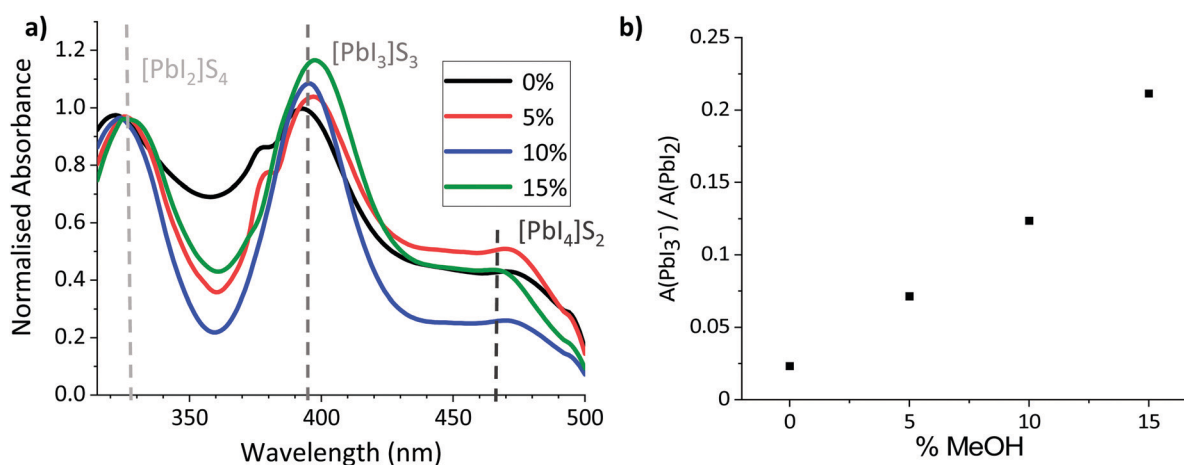 a)
[PbI2]S4
[PbI3]S3
[PbI4]S2
0%
5%
10%
15%
Normalised Absorbance
1.2
1.0
0.8
0.6
0.4
0.2
0.0
350
400
450
500
Wavelength (nm)
b)
A(PbI3⁻) / A(PbI2)
0.25
0.2
0.15
0.1
0.05
0
0
5
10
15
% MeOH